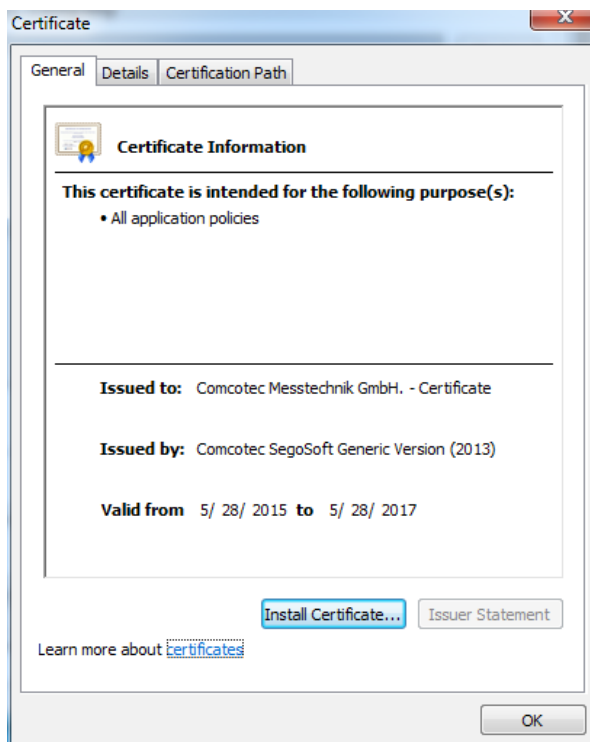 Certificate
General Details Certification Path
Certificate Information
This certificate is intended for the following purpose(s):
• All application policies
Issued to: Comcotec Messtechnik GmbH. - Certificate
Issued by: Comcotec SegoSoft Generic Version (2013)
Valid from 5/ 28/ 2015 to 5/ 28/ 2017
Install Certificate... Issuer Statement
Learn more about certificates
OK